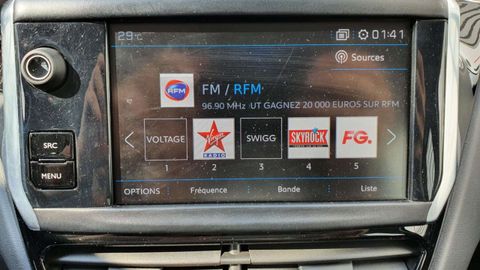 29°C
01:41
Sources
RFM
FM / RFM
96.90 MHz UT GAGNEZ 20 000 EUROS SUR RFM
SRC
MENU
VOLTAGE
Virgin RADIO
SWIGG
SKYROCK
FG.
1 2 3 4 5
OPTIONS Fréquence Bande Liste